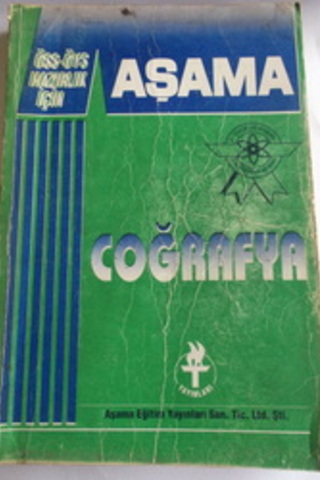 ÖSS-ÖYS
HAZIRLIK
İÇİN
AŞAMA
COĞRAFYA
YAYINLARI
Aşama Eğitim Yayınları San. Tic. Ltd. Şti.